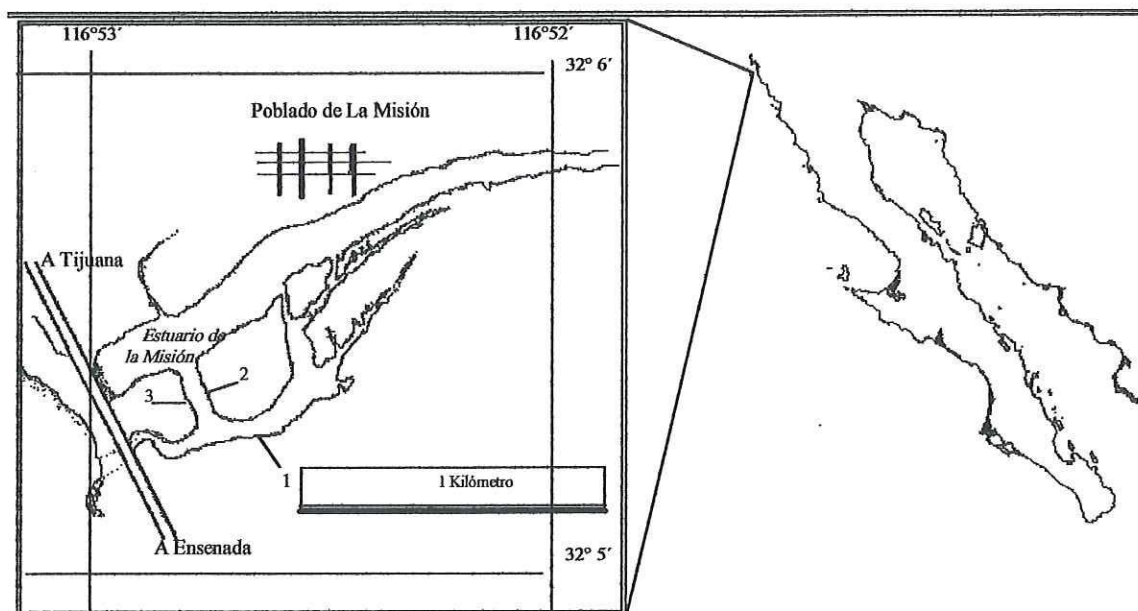 116°53´
116°52´
32° 6´
Poblado de La Misión
A Tijuana
Estuario de
la Misión
2
3
1
1 Kilómetro
A Ensenada
32° 5´